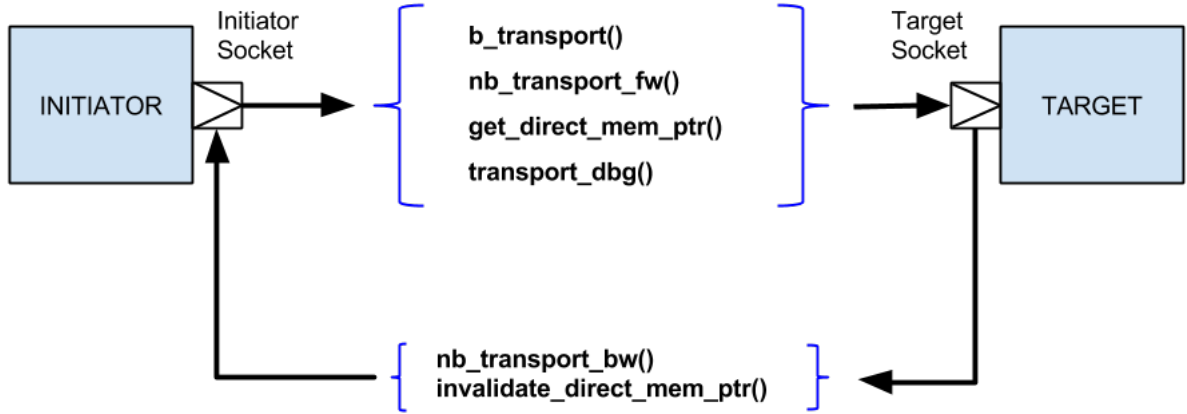 Initiator
Socket
Target
Socket
INITIATOR
b_transport()
nb_transport_fw()
get_direct_mem_ptr()
transport_dbg()
TARGET
nb_transport_bw()
invalidate_direct_mem_ptr()